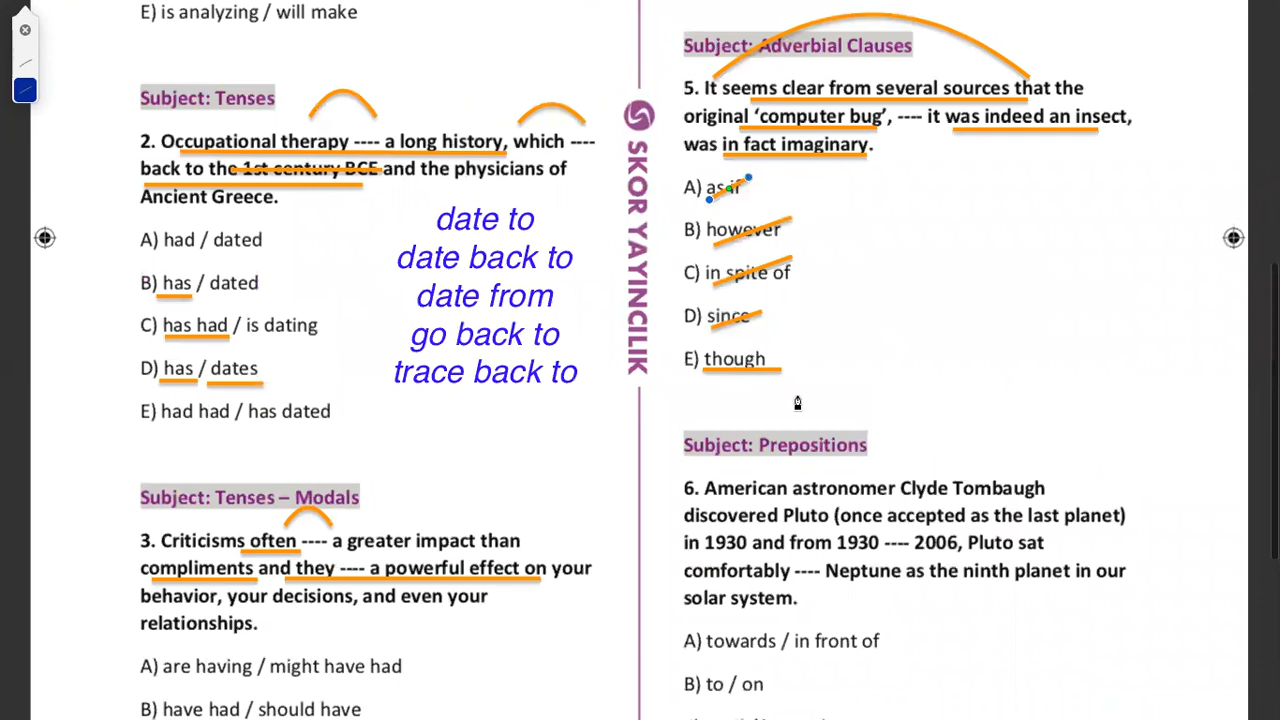 E) is analyzing / will make
Subject: Tenses
2. Occupational therapy ---- a long history, which ----
back to the 1st century BCE and the physicians of
Ancient Greece.
A) had / dated
B) has / dated
C) has had / is dating
D) has / dates
E) had had / has dated
date to
date back to
date from
go back to
trace back to
Subject: Tenses – Modals
3. Criticisms often ---- a greater impact than
compliments and they ---- a powerful effect on your
behavior, your decisions, and even your
relationships.
A) are having / might have had
B) have had / should have
SKOR YAYINCILIK
Subject: Adverbial Clauses
5. It seems clear from several sources that the
original ‘computer bug’, ---- it was indeed an insect,
was in fact imaginary.
A) as if
B) however
C) in spite of
D) since
E) though
Subject: Prepositions
6. American astronomer Clyde Tombaugh
discovered Pluto (once accepted as the last planet)
in 1930 and from 1930 ---- 2006, Pluto sat
comfortably ---- Neptune as the ninth planet in our
solar system.
A) towards / in front of
B) to / on